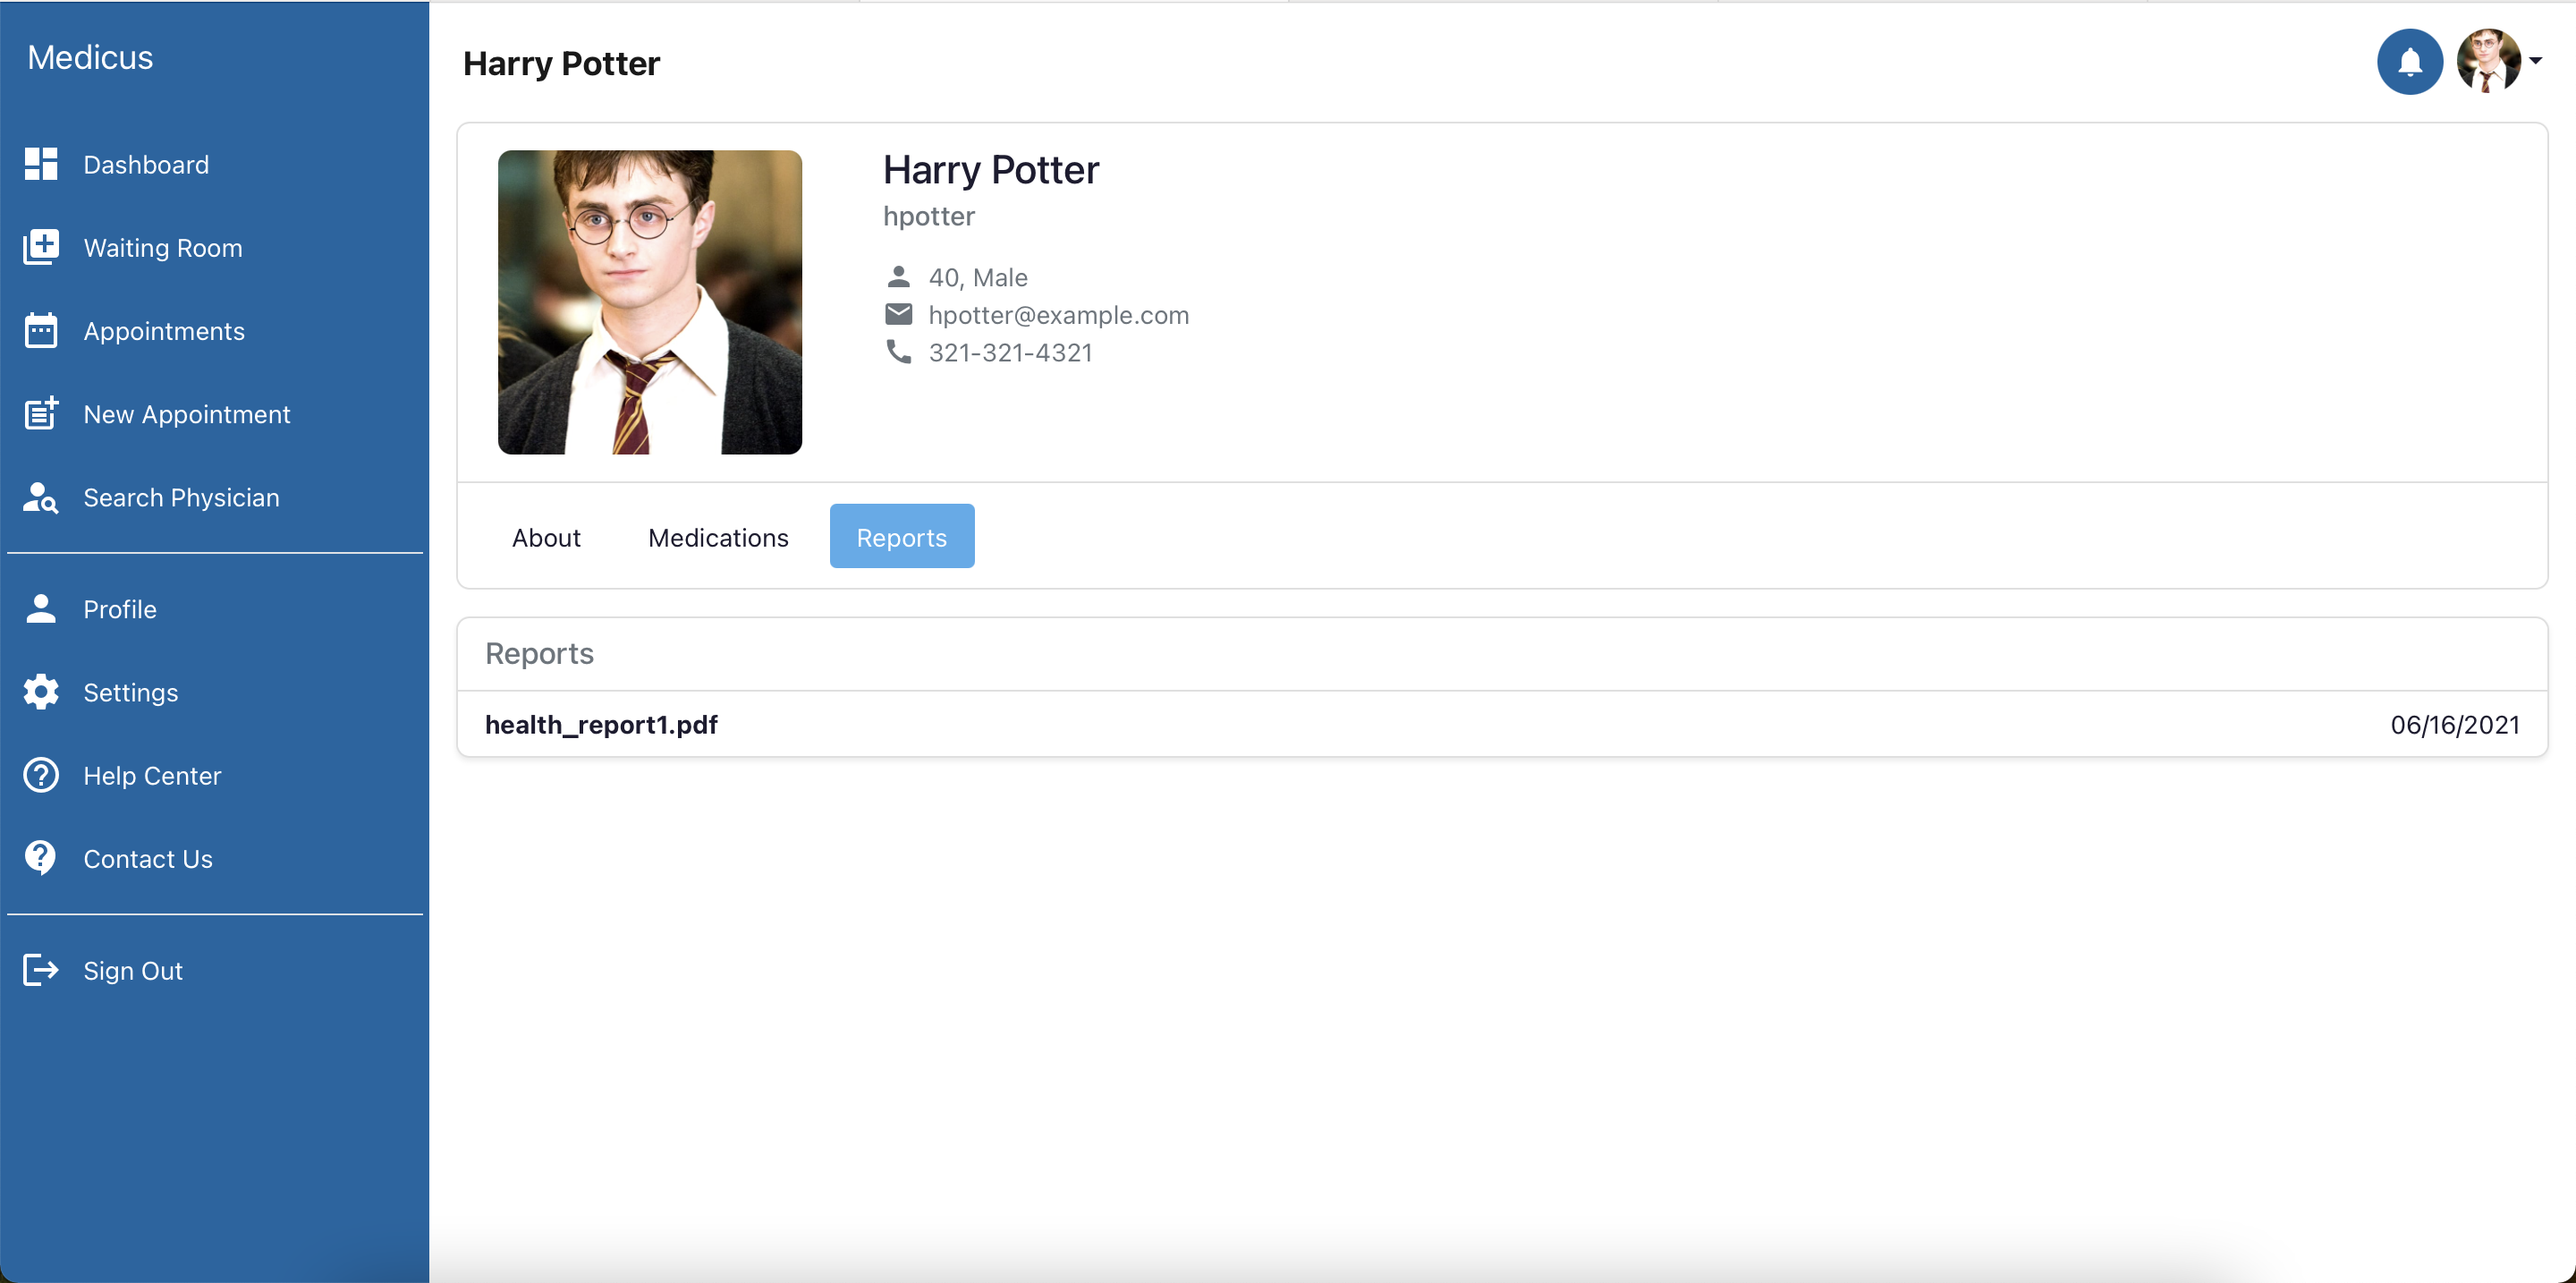 Medicus
Dashboard
Waiting Room
Appointments
New Appointment
Search Physician
Profile
Settings
Help Center
Contact Us
Sign Out
Harry Potter
Harry Potter
hpotter
40, Male
hpotter@example.com
321-321-4321
About Medications Reports
Reports
health_report1.pdf 06/16/2021